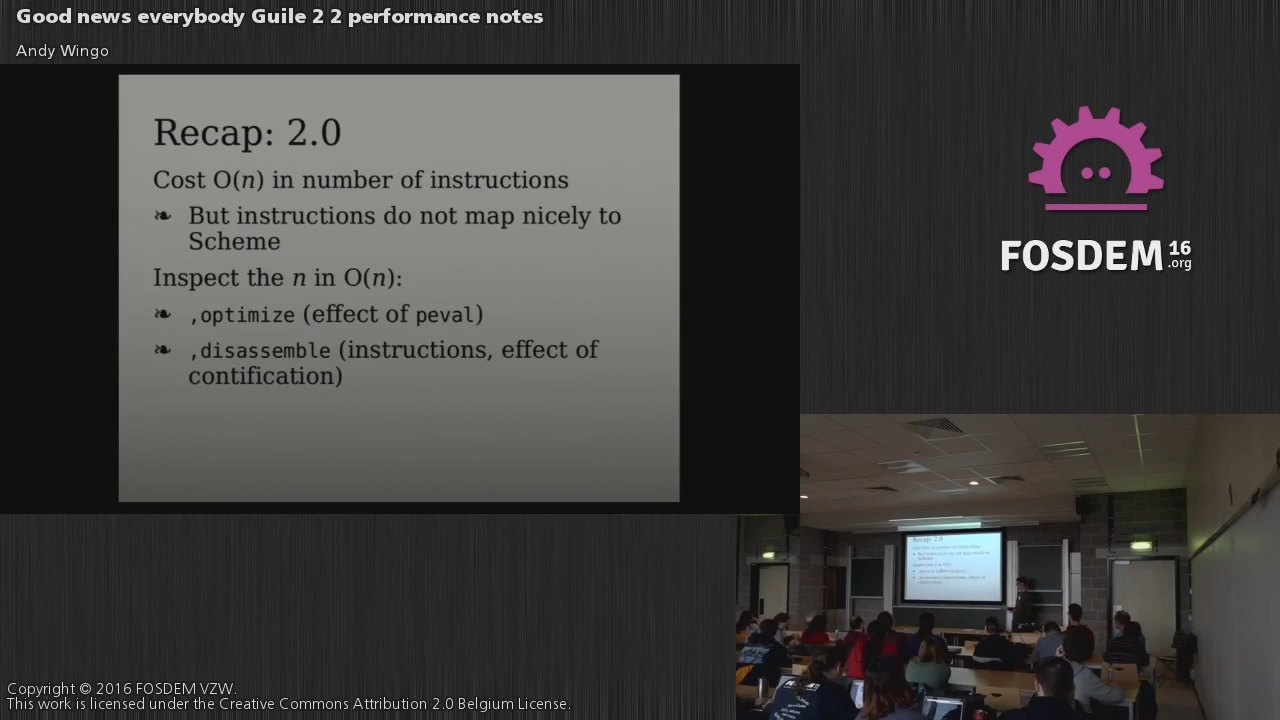 Good news everybody Guile 2 2 performance notes
Andy Wingo
Recap: 2.0
Cost O(n) in number of instructions
❧ But instructions do not map nicely to
Scheme
Inspect the n in O(n):
❧ ,optimize (effect of peval)
❧ ,disassemble (instructions, effect of
contification)
FOSDEM 16
.org
Recap: 2.0
Copyright © 2016 FOSDEM VZW.
This work is licensed under the Creative Commons Attribution 2.0 Belgium License.